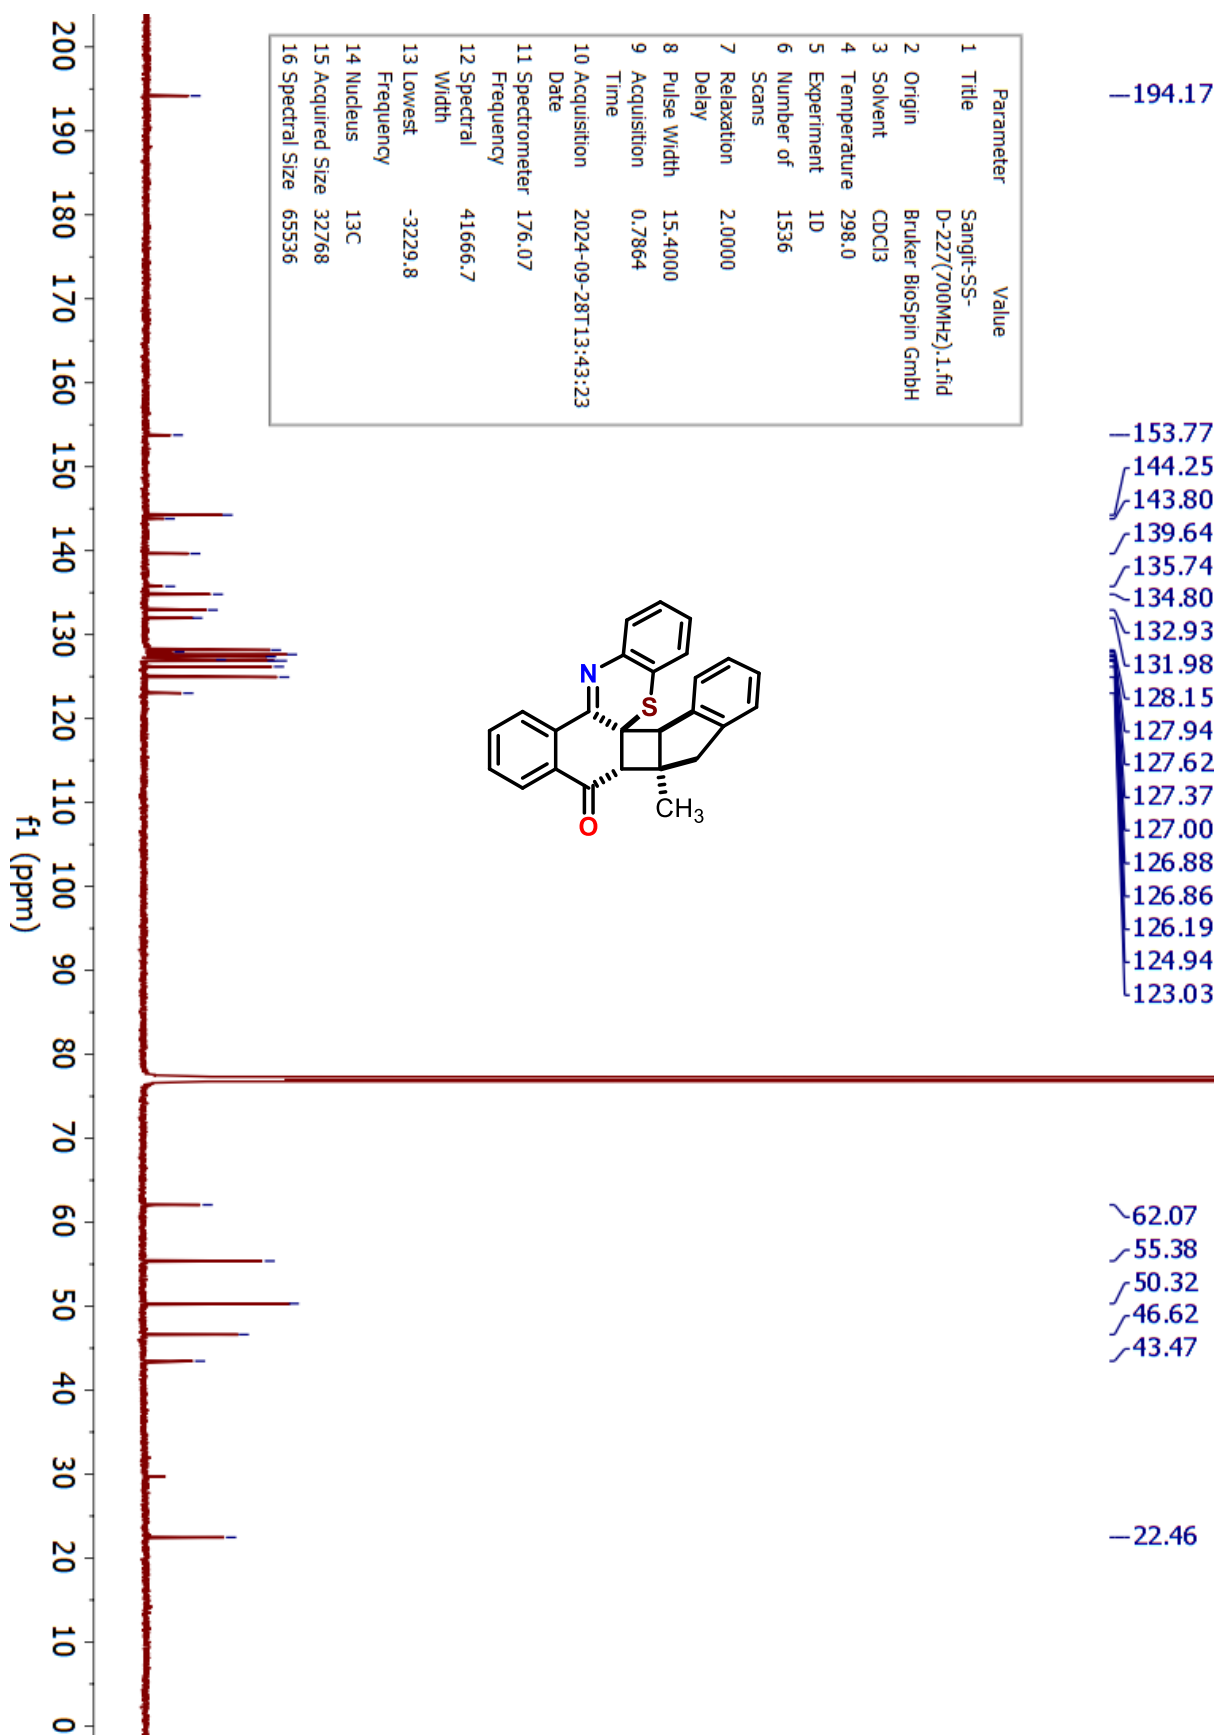 Parameter Value
1 Title Sangit-SS-
D-227(700MHz).1.fid
2 Origin Bruker BioSpin GmbH
3 Solvent CDCl3
4 Temperature 298.0
5 Experiment 1D
6 Number of 1536
Scans
7 Relaxation 2.0000
Delay
8 Pulse Width 15.4000
9 Acquisition 0.7864
Time
10 Acquisition 2024-09-28T13:43:23
Date
11 Spectrometer 176.07
Frequency
12 Spectral 41666.7
Width
13 Lowest -3229.8
Frequency
14 Nucleus 13C
15 Acquired Size 32768
16 Spectral Size 65536
194.17
153.77
144.25
143.80
139.64
135.74
134.80
132.93
131.98
128.15
127.94
127.62
127.37
127.00
126.88
126.86
126.19
124.94
123.03
62.07
55.38
50.32
46.62
43.47
22.46
N
S
O
CH3
200 190 180 170 160 150 140 130 120 110 100 90 80 70 60 50 40 30 20 10 0
f1 (ppm)